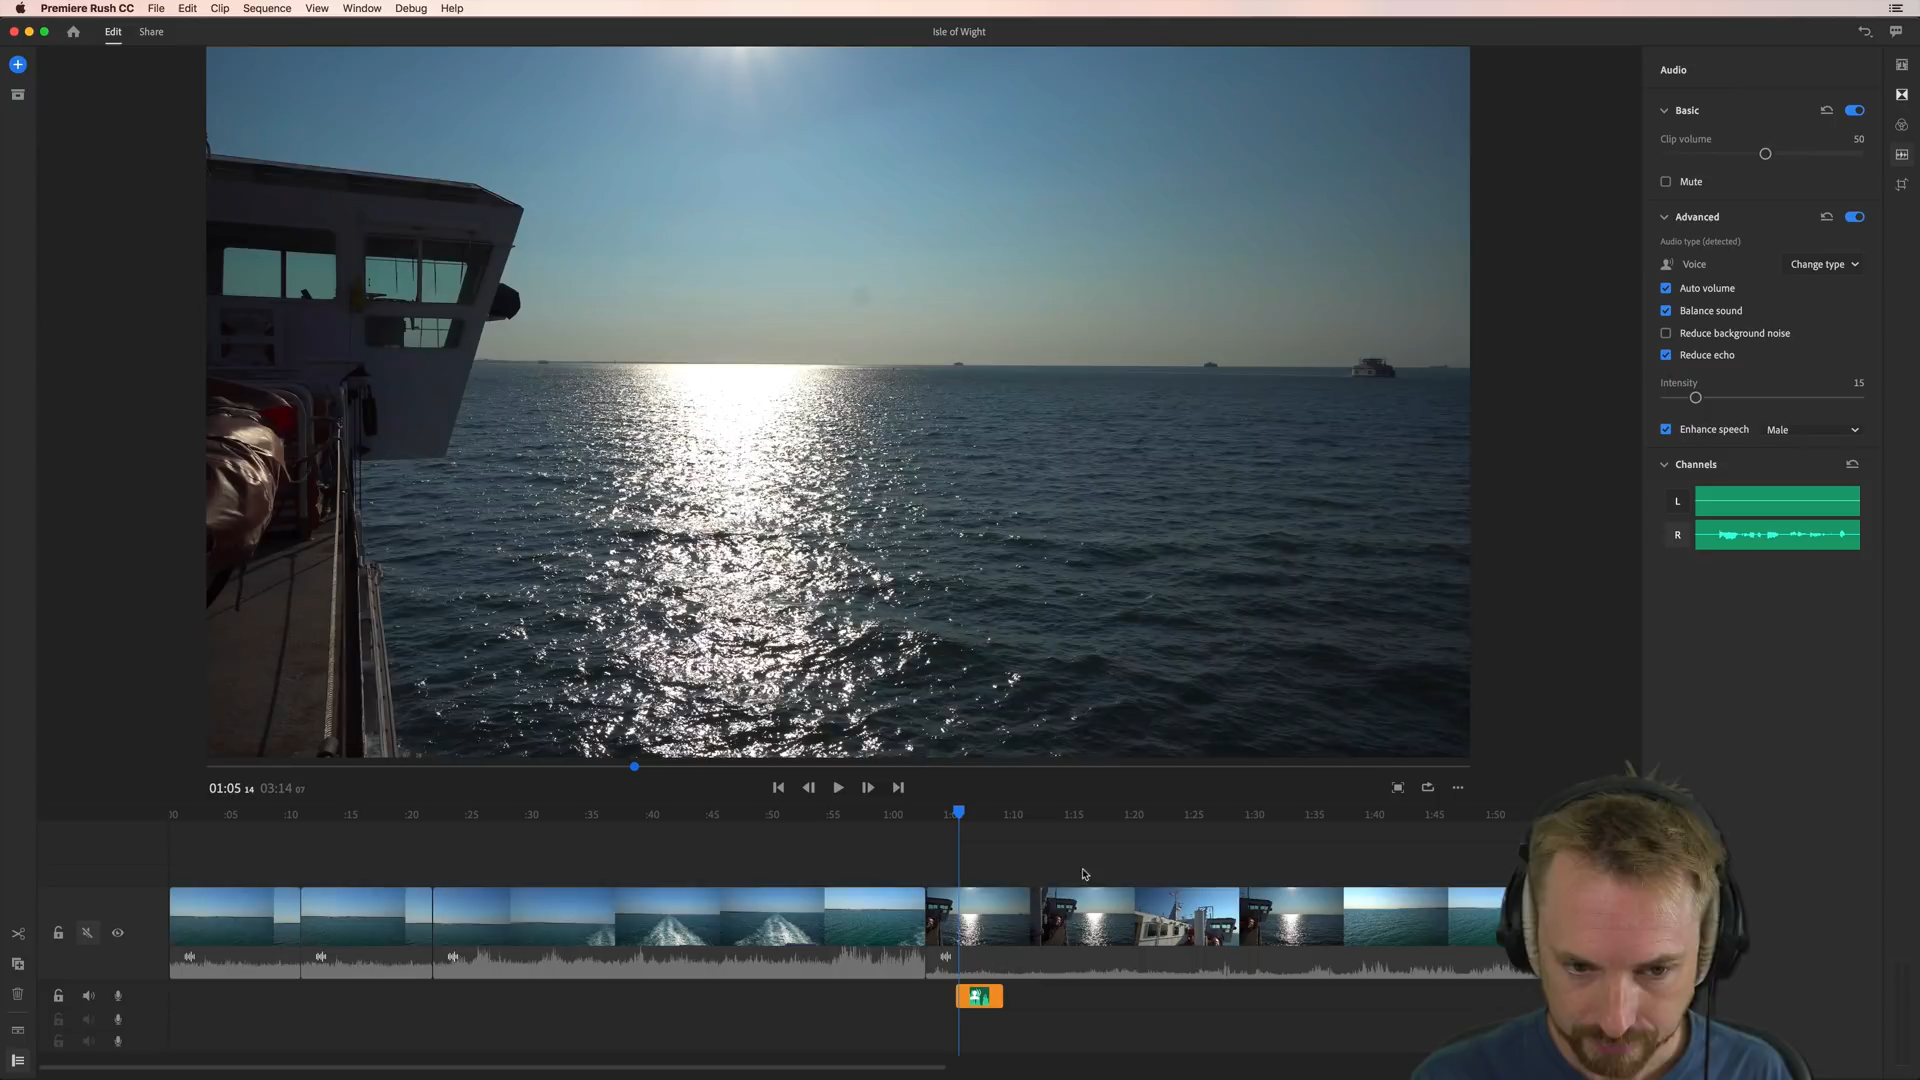 Premiere Rush CC File Edit Clip Sequence View Window Debug Help
Edit Share Isle of Wight
Audio
Basic
Clip volume 50
Mute
Advanced
Audio type (detected)
Voice Change type
Auto volume
Balance sound
Reduce background noise
Reduce echo
Intensity 15
Enhance speech Male
Channels
L
R
01:05 14 03:14 07
:00 :05 :10 :15 :20 :25 :30 :35 :40 :45 :50 :55 1:00 1:10 1:15 1:20 1:25 1:30 1:35 1:40 1:45 1:50